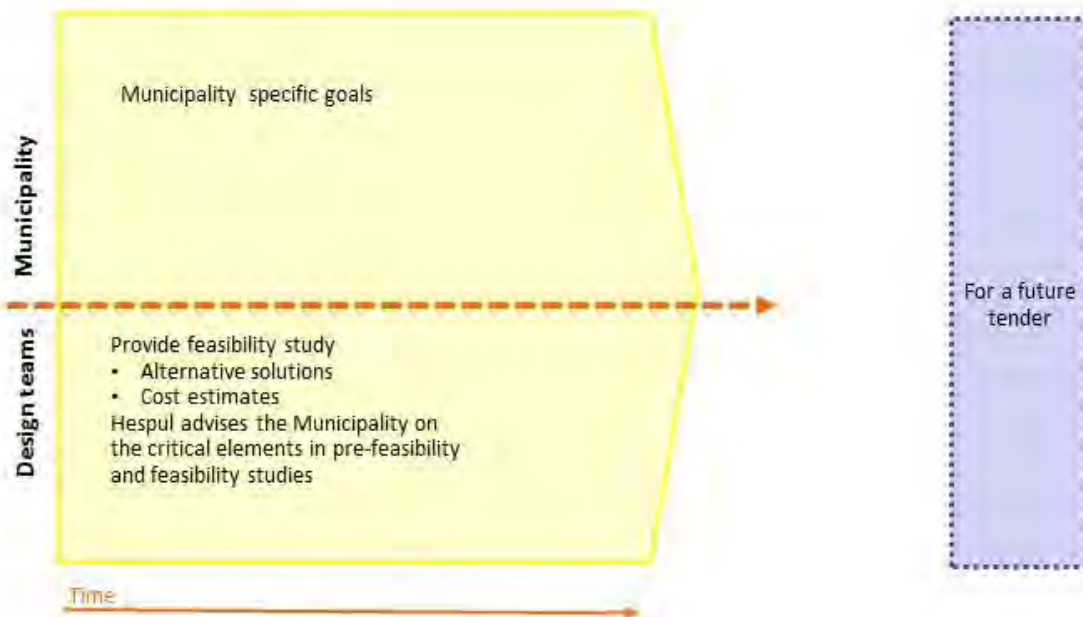 Municipality
Municipality specific goals
Design teams
Provide feasibility study
• Alternative solutions
• Cost estimates
Hespul advises the Municipality on
the critical elements in pre-feasibility
and feasibility studies
For a future
tender
Time